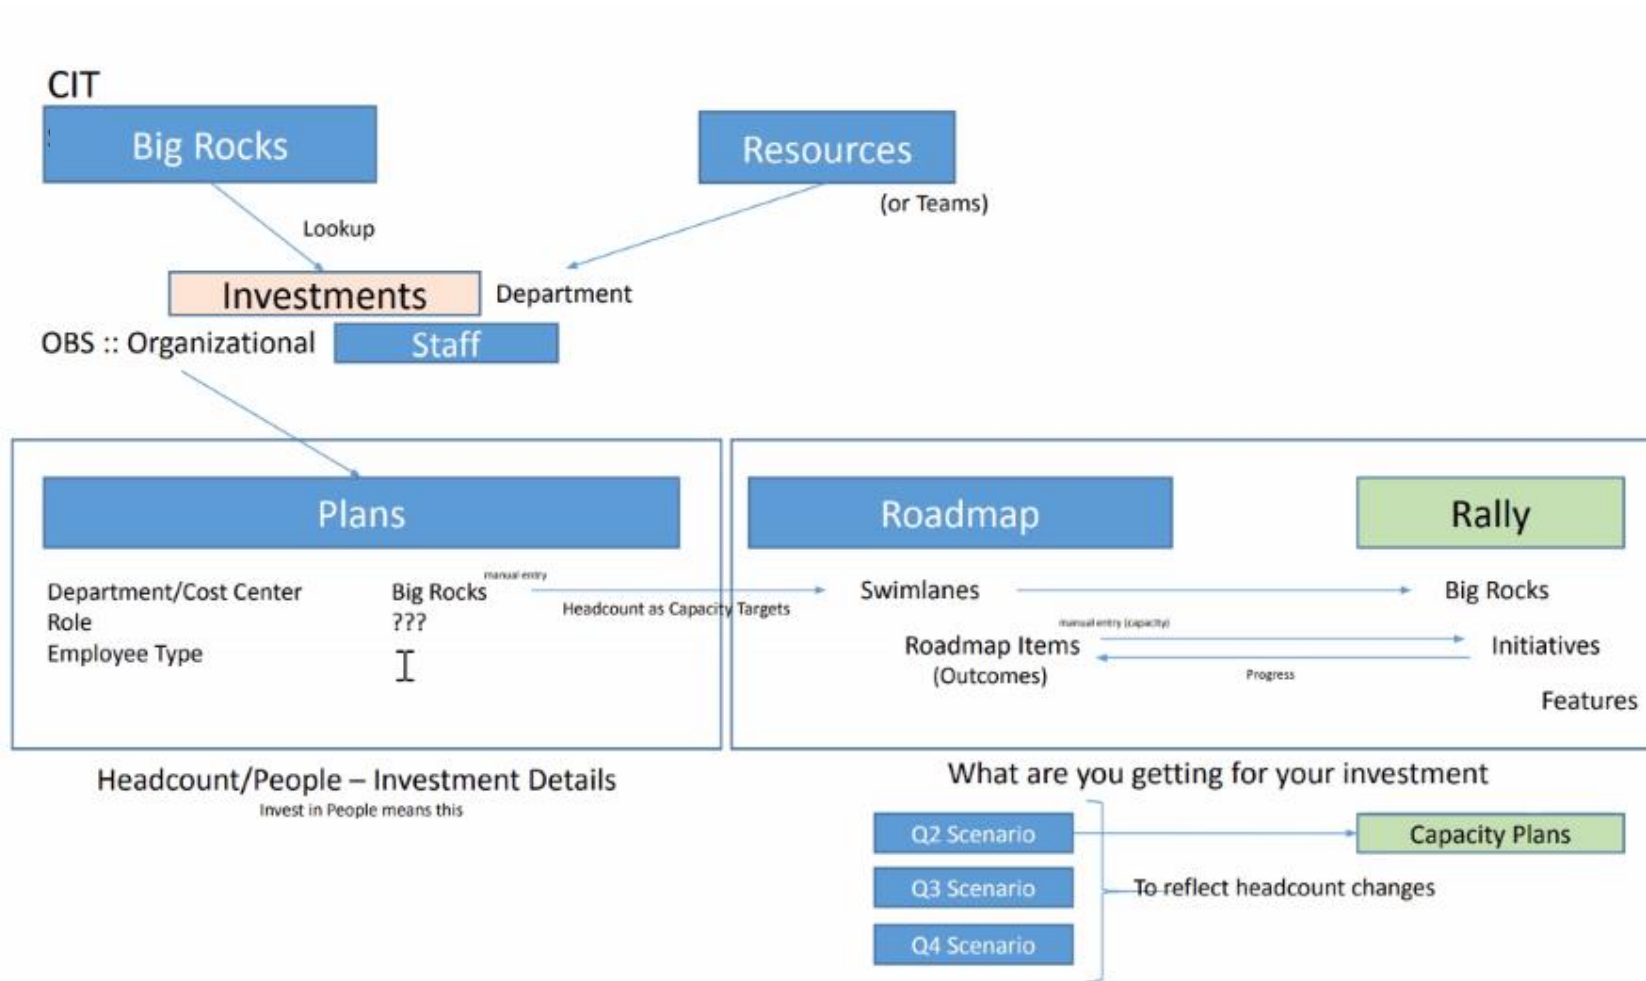 CIT
Big Rocks
Resources
(or Teams)
Lookup
Investments
Department
OBS :: Organizational
Staff
Plans
Roadmap
Rally
Department/Cost Center
Role
Employee Type
manual entry
Big Rocks
???
Headcount as Capacity Targets
Swimlanes
Big Rocks
manual entry (capacity)
Roadmap Items
(Outcomes)
Initiatives
Progress
Features
Headcount/People – Investment Details
Invest in People means this
What are you getting for your investment
Q2 Scenario
Capacity Plans
Q3 Scenario
To reflect headcount changes
Q4 Scenario